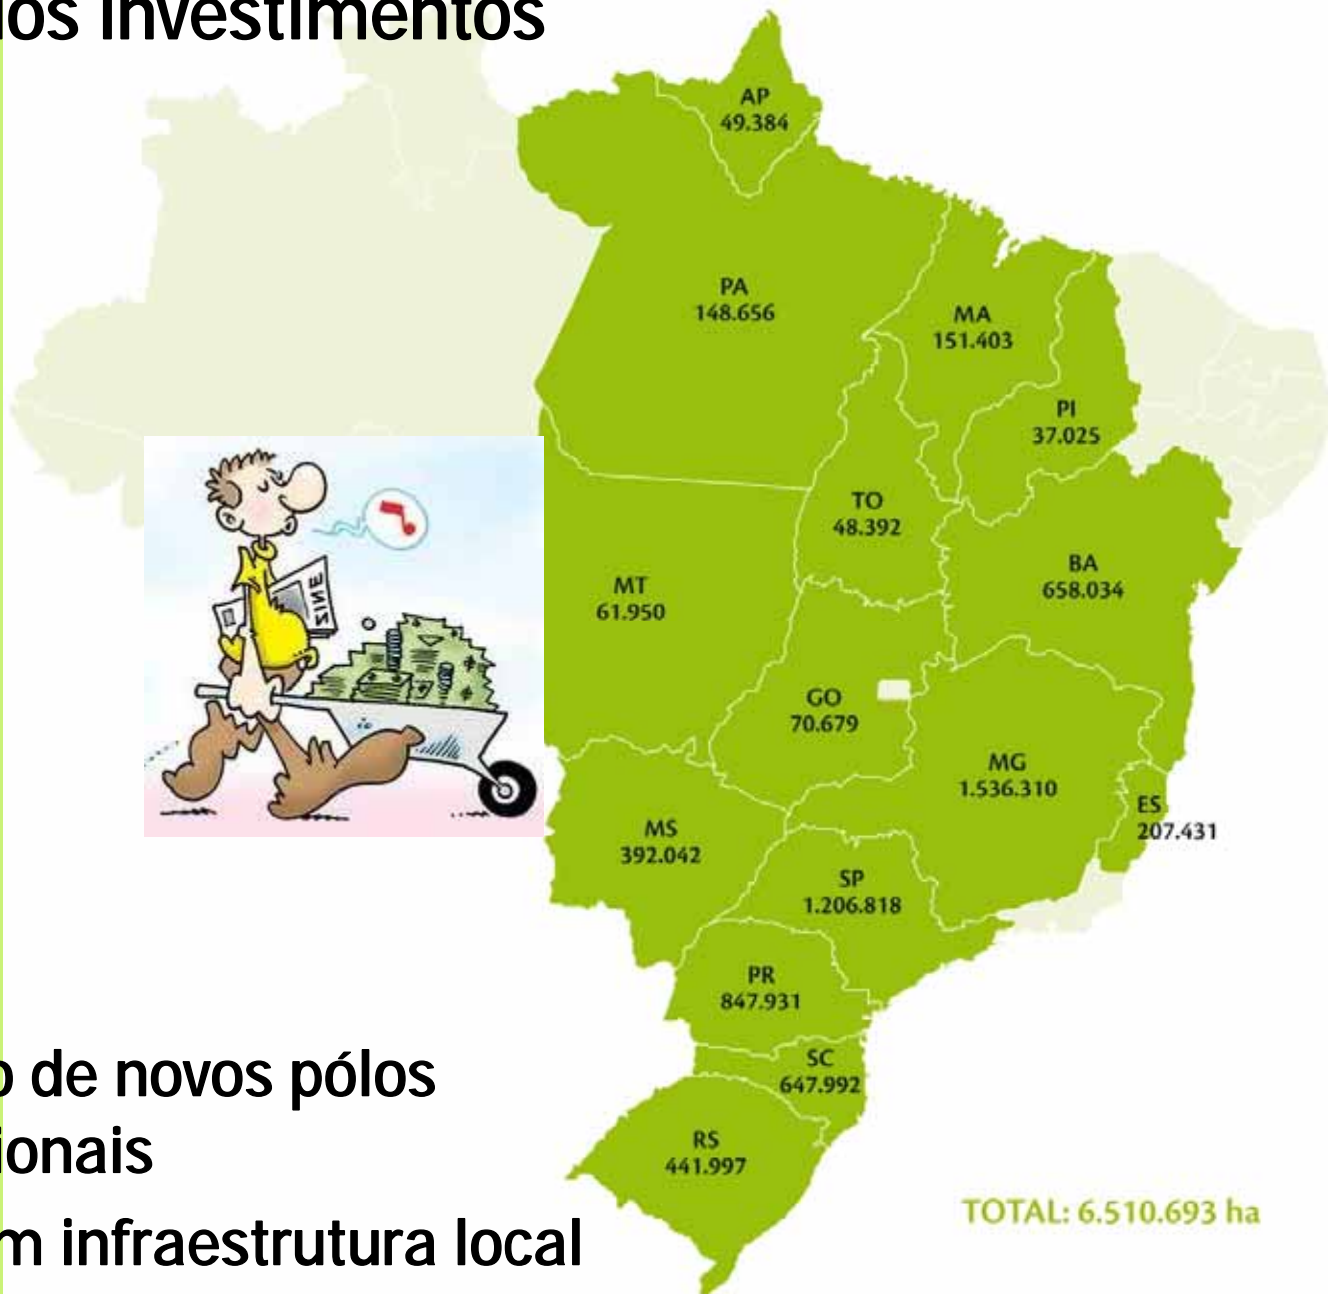 los investimentos
AP
49.384
PA
148.656
MA
151.403
PI
37.025
TO
48.392
BA
658.034
MT
61.950
GO
70.679
MG
1.536.310
ES
207.431
MS
392.042
SP
1.206.818
PR
847.931
SC
647.992
RS
441.997
o de novos pólos
ionais
m infraestrutura local
TOTAL: 6.510.693 ha